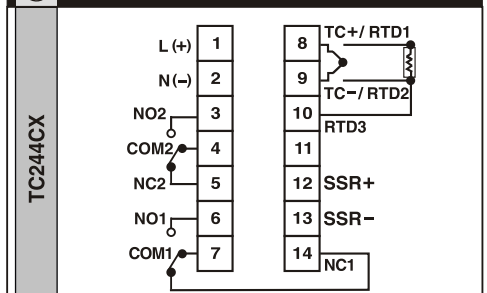 TC244CX
L (+) 1
N (−) 2
NO2 3
COM2 4
NC2 5
NO1 6
COM1 7
8 TC+/ RTD1
9 TC−/ RTD2
10 RTD3
11
12 SSR+
13 SSR−
14 NC1